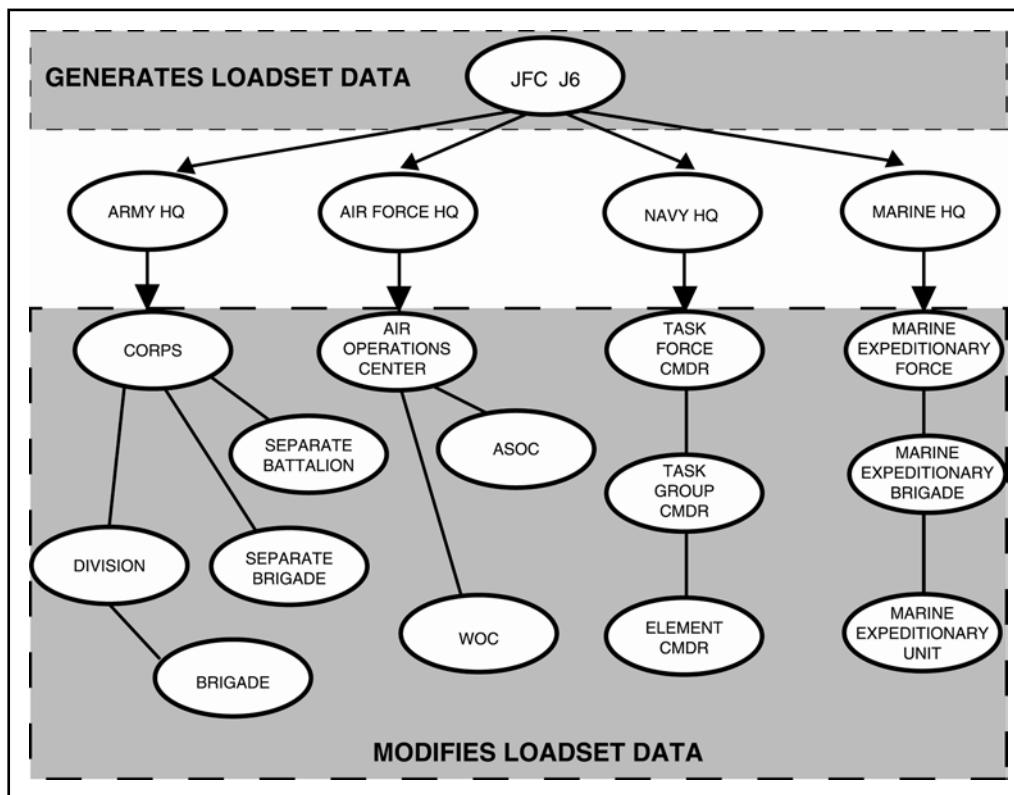 GENERATES LOADSET DATA
JFC J6
ARMY HQ
AIR FORCE HQ
NAVY HQ
MARINE HQ
CORPS
AIR
OPERATIONS
CENTER
TASK
FORCE
CMDR
MARINE
EXPEDITIONARY
FORCE
SEPARATE
BATTALION
ASOC
TASK
GROUP
CMDR
MARINE
EXPEDITIONARY
BRIGADE
DIVISION
SEPARATE
BRIGADE
WOC
ELEMENT
CMDR
MARINE
EXPEDITIONARY
UNIT
BRIGADE
MODIFIES LOADSET DATA